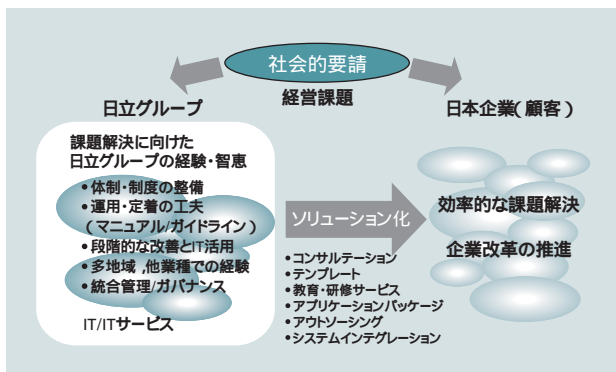 社会的要請
経営課題
日立グループ
日本企業(顧客)
課題解決に向けた
日立グループの経験・智恵
•体制・制度の整備
•運用・定着の工夫
(マニュアル/ガイドライン)
•段階的な改善とIT活用
•多地域,他業種での経験
•統合管理/ガバナンス
IT/ITサービス
ソリューション化
•コンサルテーション
•テンプレート
•教育・研修サービス
•アプリケーションパッケージ
•アウトソーシング
•システムインテグレーション
効率的な課題解決
企業改革の推進